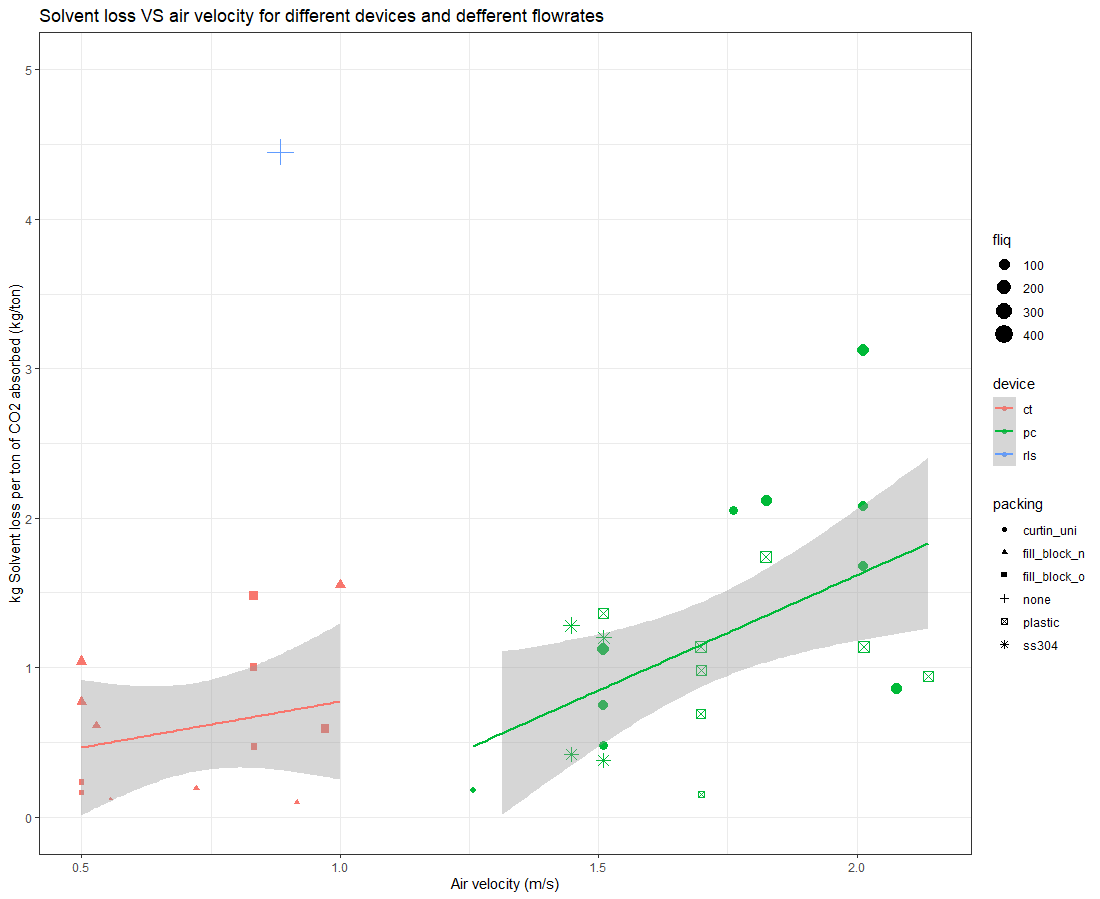 Solvent loss VS air velocity for different devices and defferent flowrates
kg Solvent loss per ton of CO2 absorbed (kg/ton)
5
4
3
2
1
0
0.5
1.0
1.5
2.0
Air velocity (m/s)
fliq
100
200
300
400
device
ct
pc
rls
packing
curtin_uni
fill_block_n
fill_block_o
none
plastic
ss304